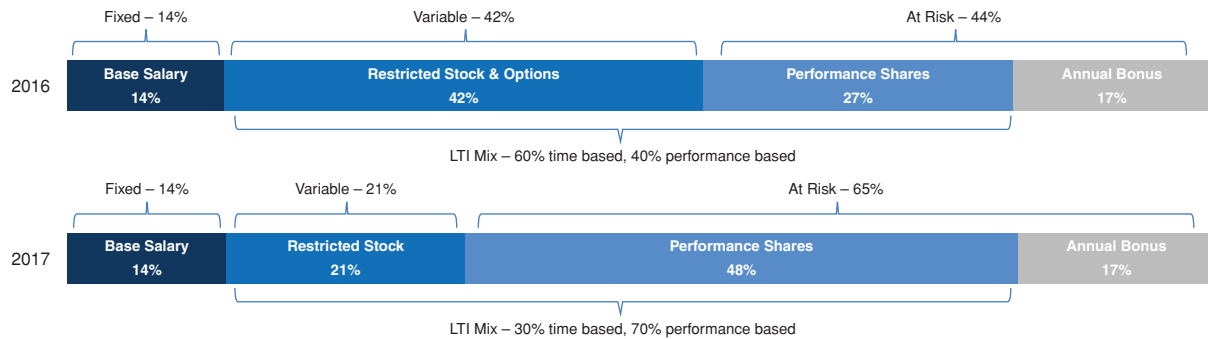 Fixed – 14%
Variable – 42%
At Risk – 44%
2016
Base Salary
14%
Restricted Stock & Options
42%
Performance Shares
27%
Annual Bonus
17%
LTI Mix – 60% time based, 40% performance based
Fixed – 14%
Variable – 21%
At Risk – 65%
2017
Base Salary
14%
Restricted Stock
21%
Performance Shares
48%
Annual Bonus
17%
LTI Mix – 30% time based, 70% performance based